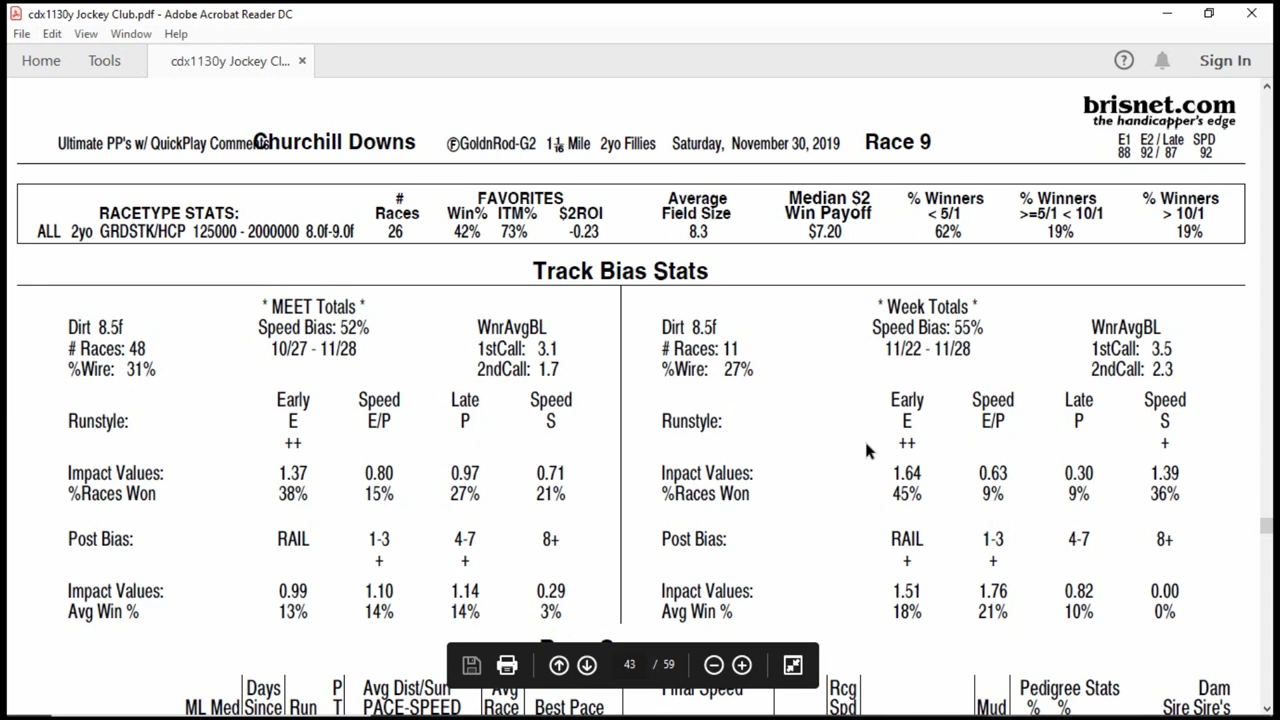 cdx1130y Jockey Club.pdf - Adobe Acrobat Reader DC
File Edit View Window Help
Home Tools cdx1130y Jockey Cl... × Sign In
brisnet.com
the handicapper's edge
Ultimate PP's w/ QuickPlay Comments Churchill Downs ⒻGoldnRod-G2 1 1/16 Mile 2yo Fillies Saturday, November 30, 2019 Race 9
E1 E2 / Late SPD
88 92 / 87 92
# FAVORITES Average Median $2 % Winners % Winners % Winners
RACETYPE STATS: Races Win% ITM% $2ROI Field Size Win Payoff < 5/1 >=5/1 < 10/1 > 10/1
ALL 2yo GRDSTK/HCP 125000 - 2000000 8.0f-9.0f 26 42% 73% -0.23 8.3 $7.20 62% 19% 19%
Track Bias Stats
* MEET Totals *
Dirt 8.5f Speed Bias: 52% WnrAvgBL
# Races: 48 10/27 - 11/28 1stCall: 3.1
%Wire: 31% 2ndCall: 1.7
Early Speed Late Speed
Runstyle: E E/P P S
++
Impact Values: 1.37 0.80 0.97 0.71
%Races Won 38% 15% 27% 21%
Post Bias: RAIL 1-3 4-7 8+
+ +
Impact Values: 0.99 1.10 1.14 0.29
Avg Win % 13% 14% 14% 3%
* Week Totals *
Dirt 8.5f Speed Bias: 55% WnrAvgBL
# Races: 11 11/22 - 11/28 1stCall: 3.5
%Wire: 27% 2ndCall: 2.3
Early Speed Late Speed
Runstyle: E E/P P S
++ +
Inpact Values: 1.64 0.63 0.30 1.39
%Races Won 45% 9% 9% 36%
Post Bias: RAIL 1-3 4-7 8+
+ +
Inpact Values: 1.51 1.76 0.82 0.00
Avg Win % 18% 21% 10% 0%
43 / 59
Days P Avg Dist/Surf Avg Final Speed Rcg Pedigree Stats Dam
ML Med Since Run T PACE-SPEED Race Best Pace Spd Mud % % Sire Sire's